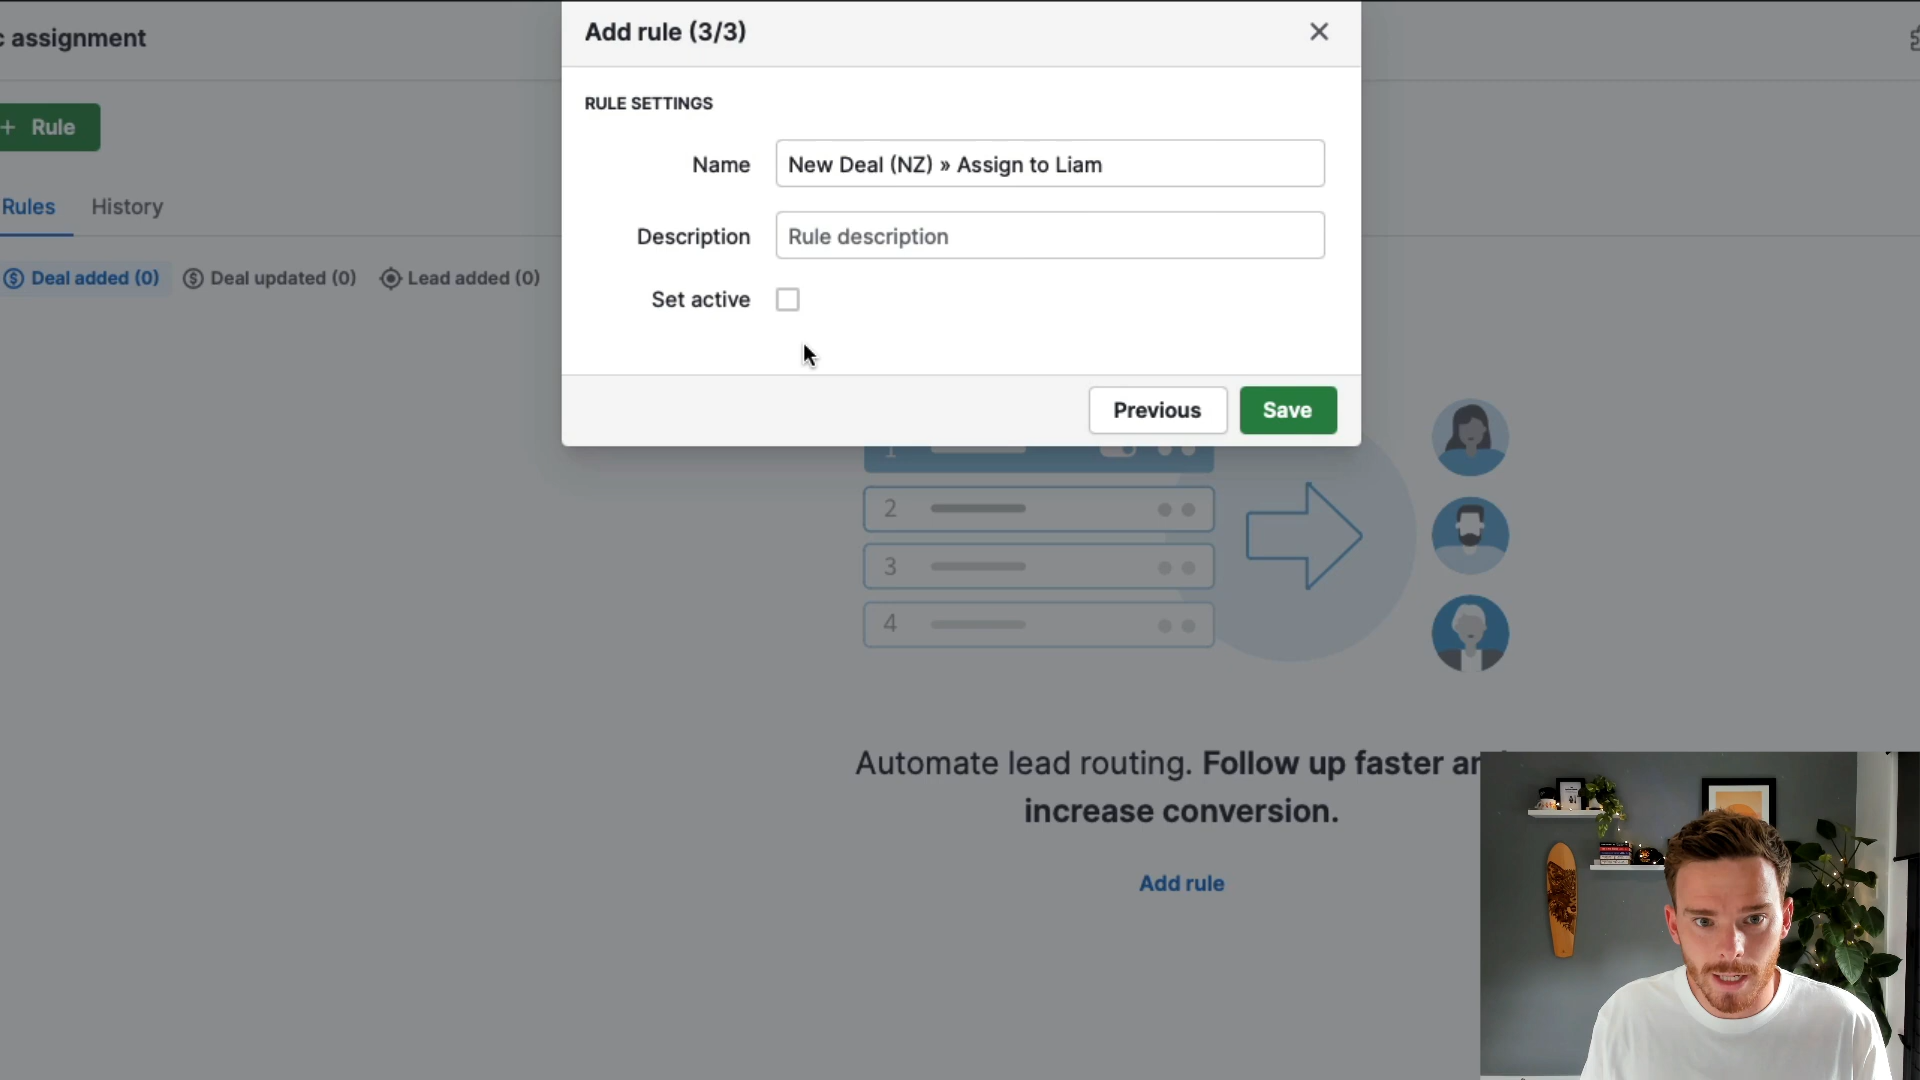 Add rule (3/3)
assignment
RULE SETTINGS
+ Rule
Name
New Deal (NZ) » Assign to Liam
Rules
History
Description
Rule description
Deal added (0)
Deal updated (0)
Lead added (0)
Set active
Previous
Save
1
2
3
4
Automate lead routing. Follow up faster
increase conversion.
Add rule